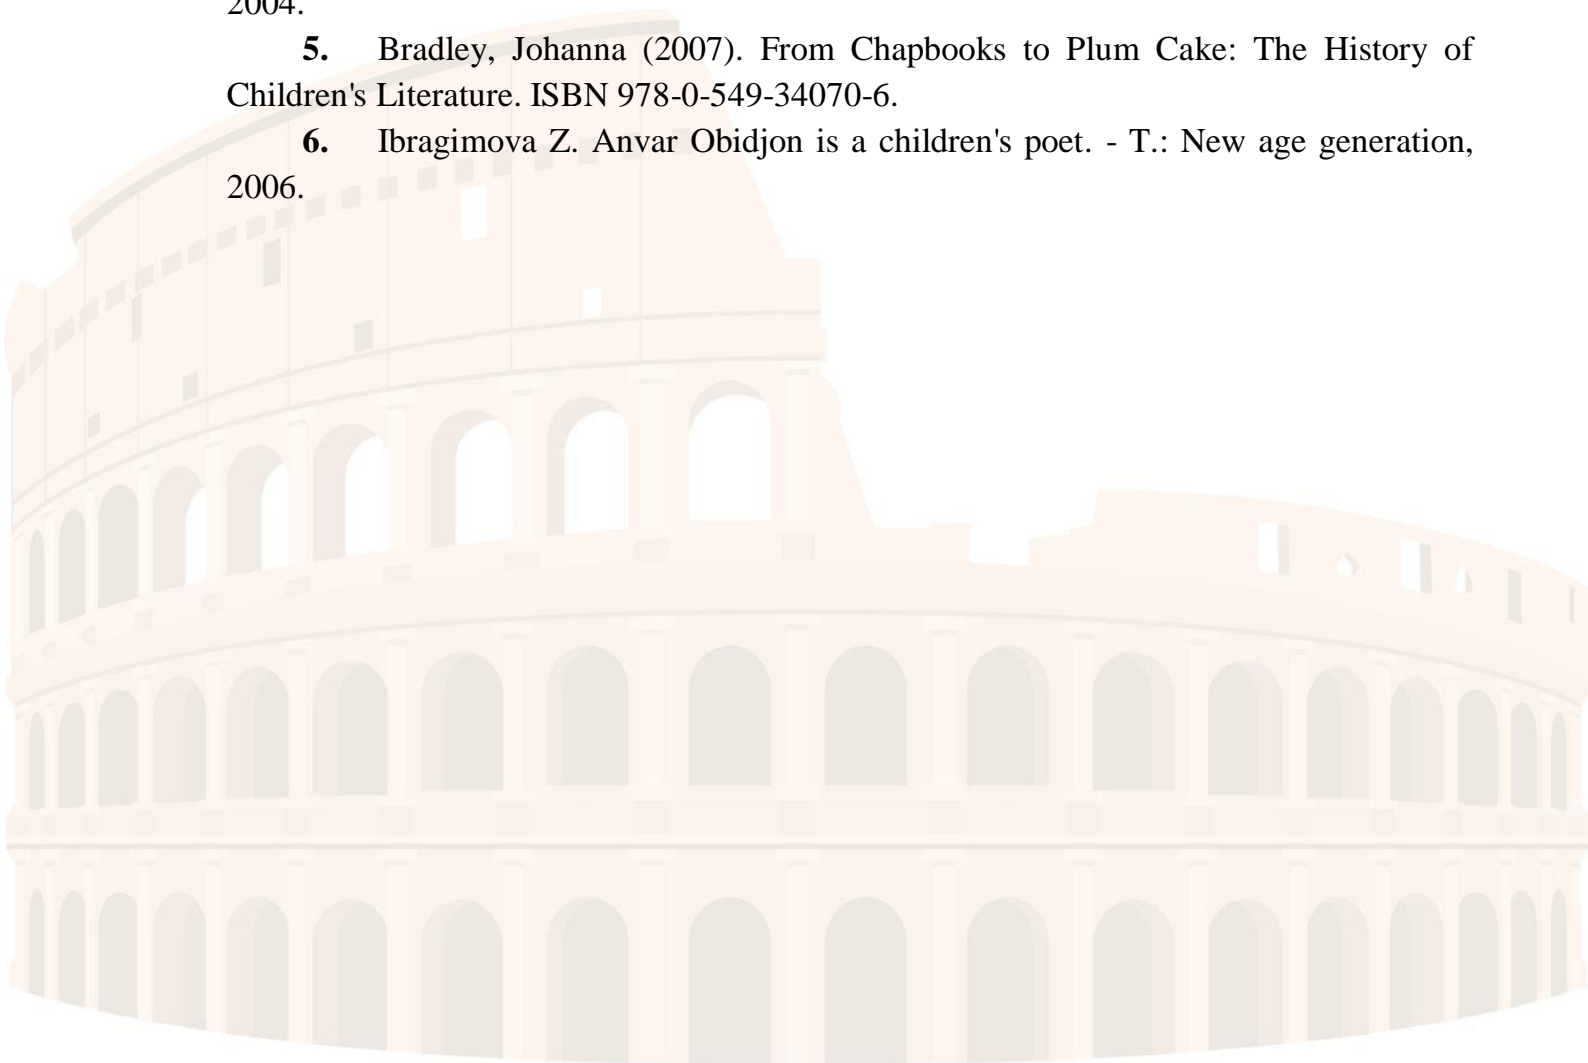 2004.
5. Bradley, Johanna (2007). From Chapbooks to Plum Cake: The History of
Children's Literature. ISBN 978-0-549-34070-6.
6. Ibragimova Z. Anvar Obidjon is a children's poet. - T.: New age generation,
2006.